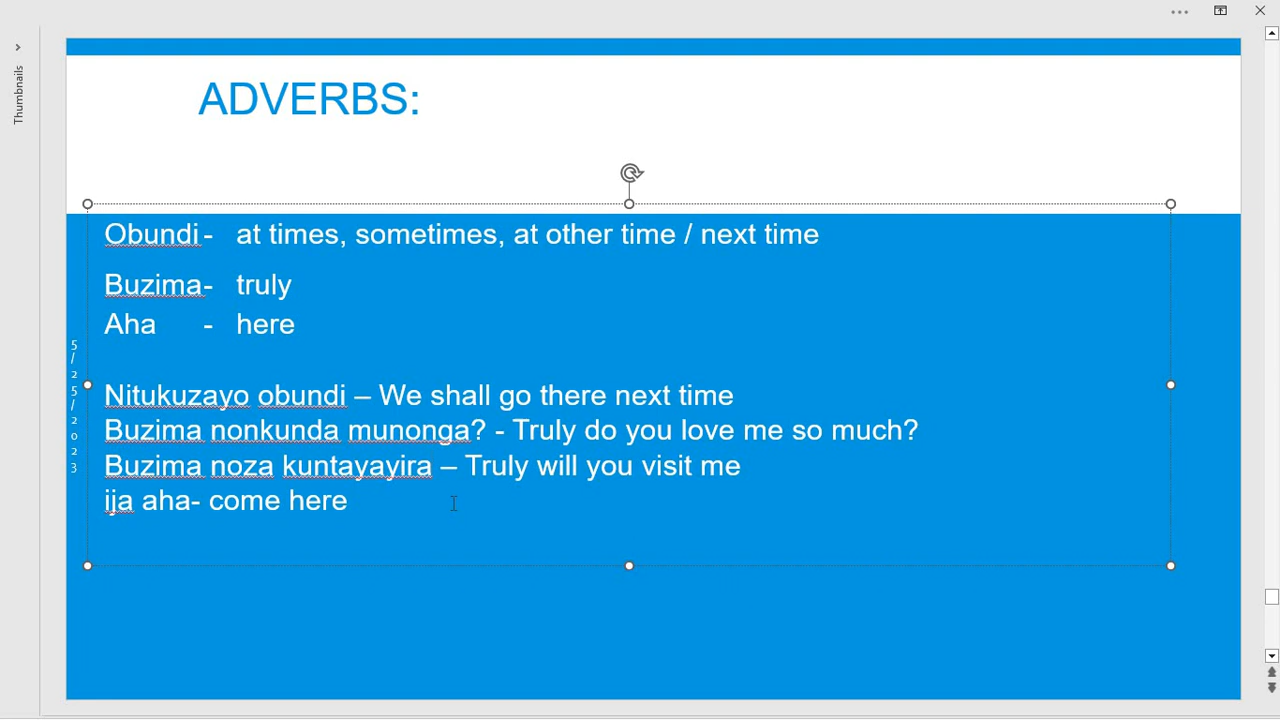 Thumbnails
ADVERBS:
Obundi - at times, sometimes, at other time / next time
Buzima- truly
Aha - here
5/25/2023
Nitukuzayo obundi – We shall go there next time
Buzima nonkunda munonga? - Truly do you love me so much?
Buzima noza kuntayayira – Truly will you visit me
ija aha- come here